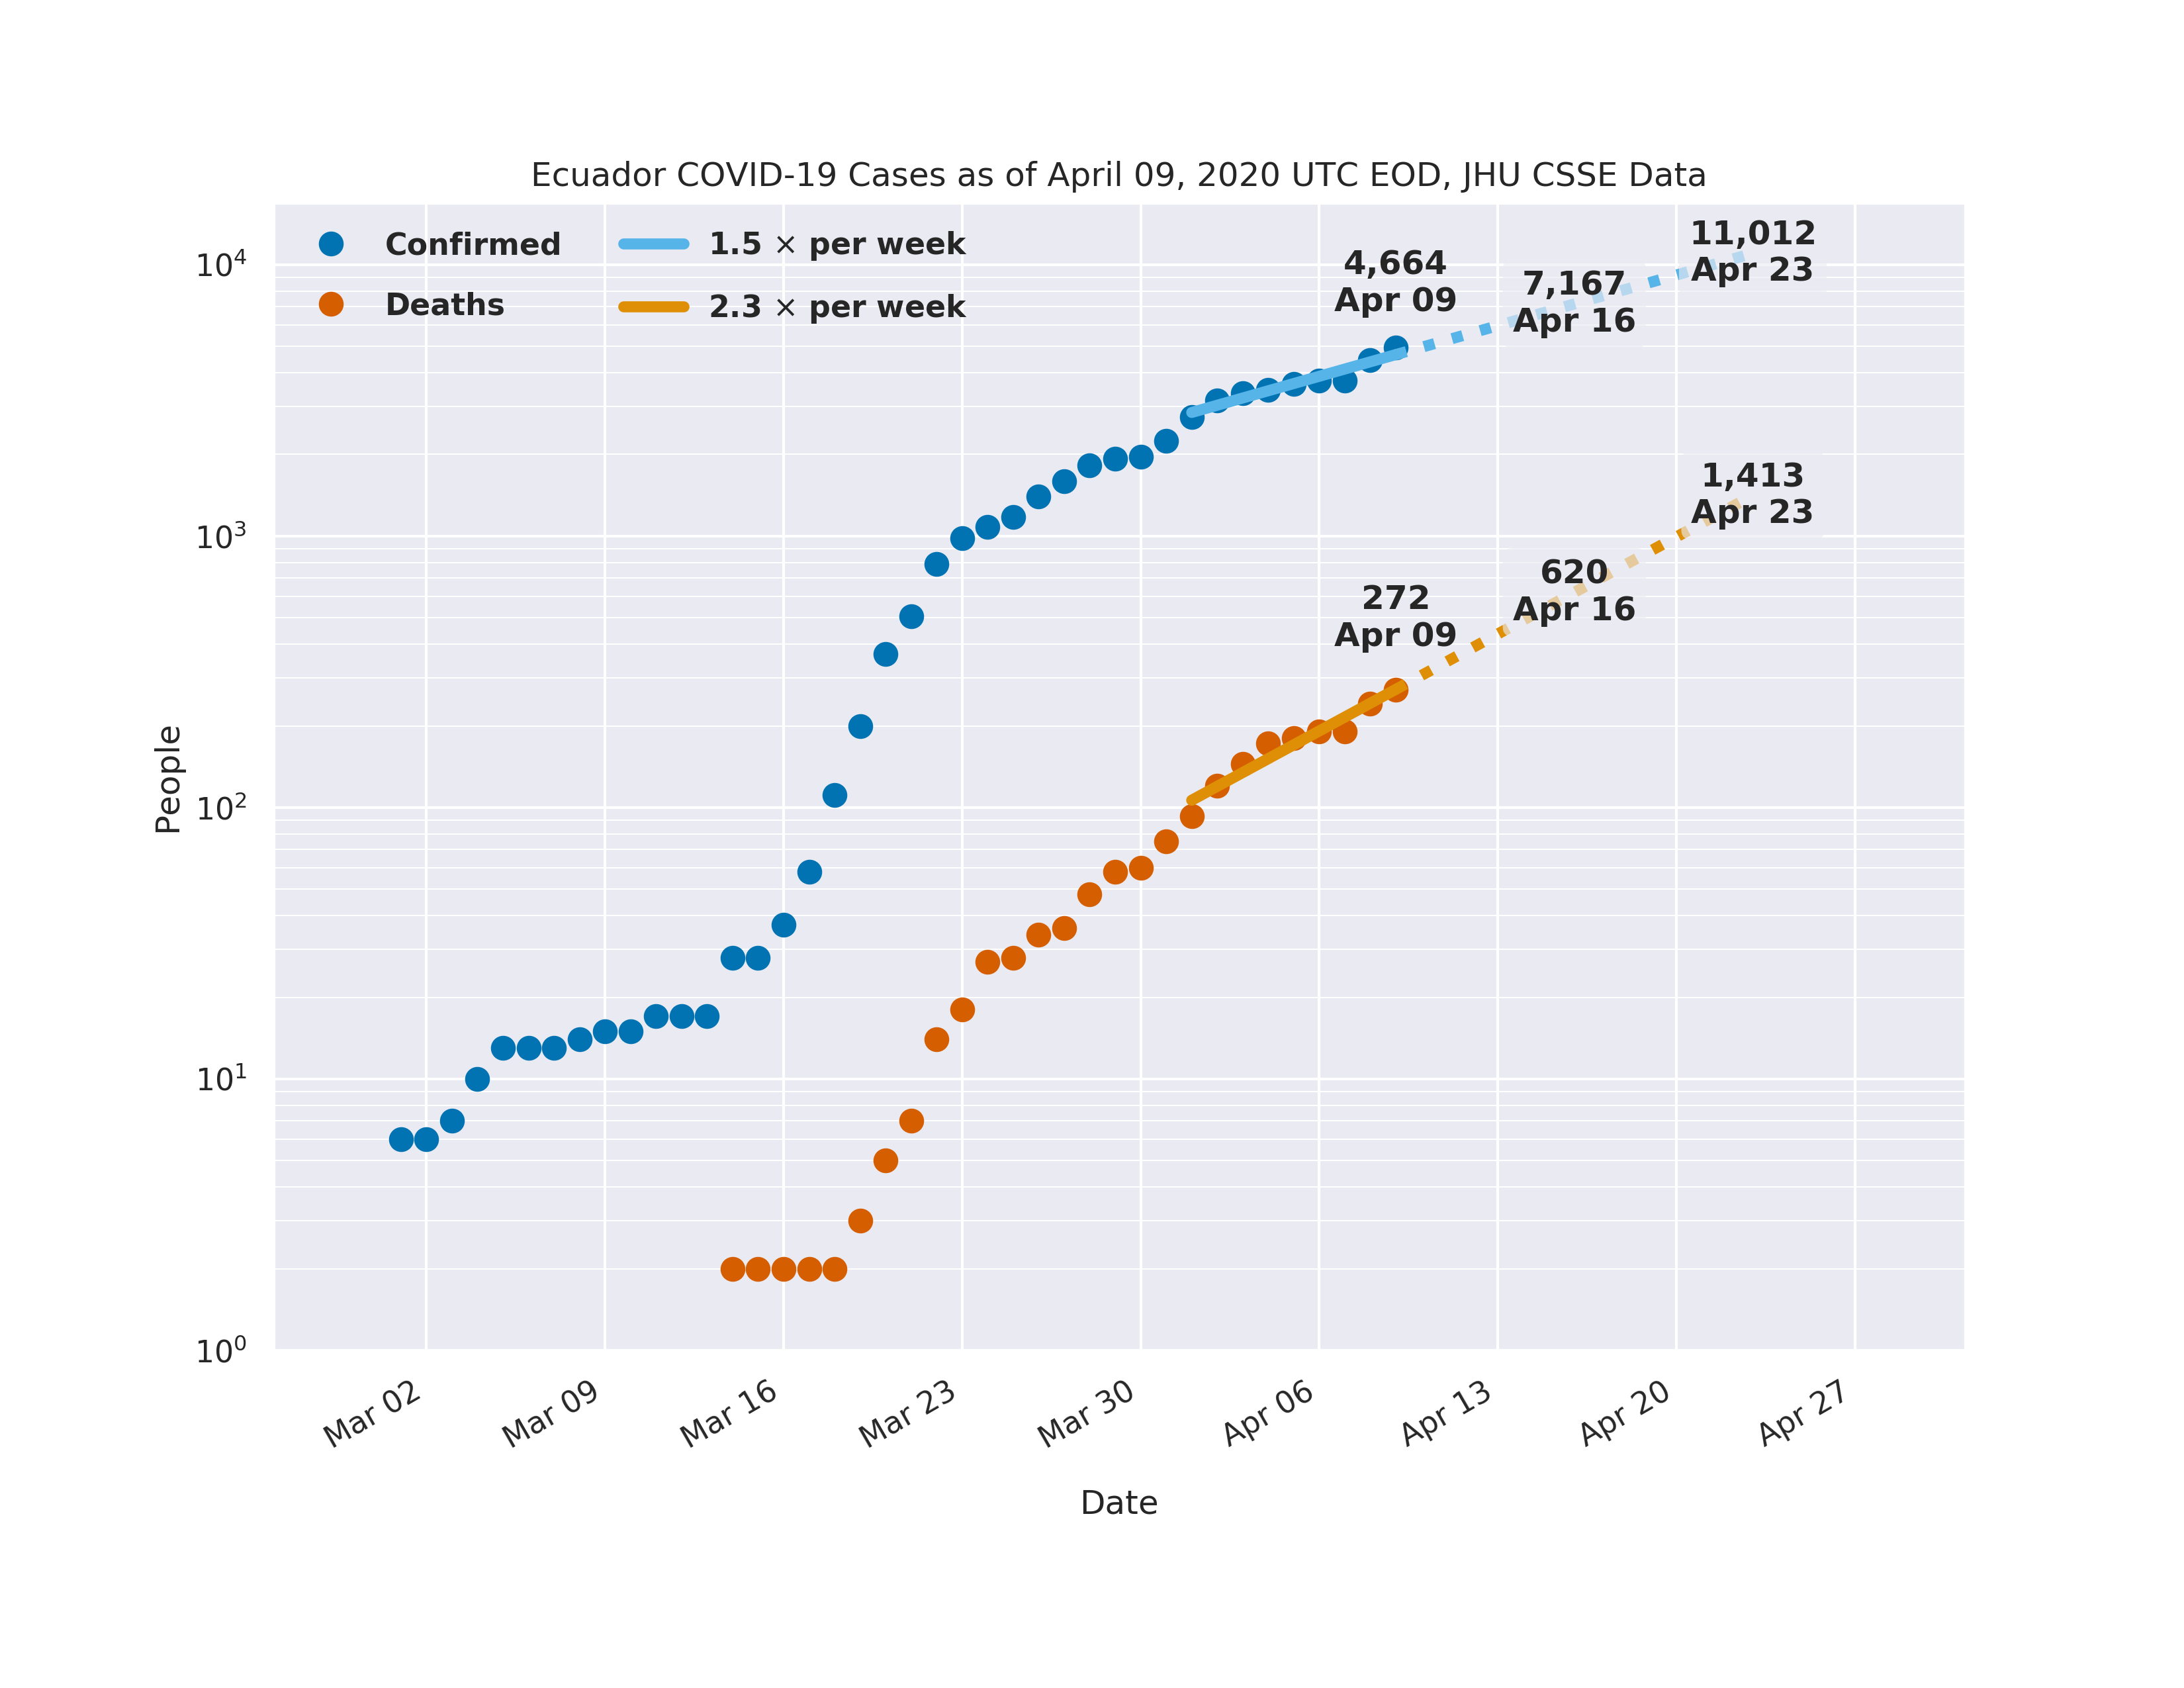 Ecuador COVID-19 Cases as of April 09, 2020 UTC EOD, JHU CSSE Data
Confirmed
Deaths
1.5 × per week
2.3 × per week
4,664
Apr 09
7,167
Apr 16
11,012
Apr 23
272
Apr 09
620
Apr 16
1,413
Apr 23
People
10⁴
10³
10²
10¹
10⁰
Mar 02
Mar 09
Mar 16
Mar 23
Mar 30
Apr 06
Apr 13
Apr 20
Apr 27
Date